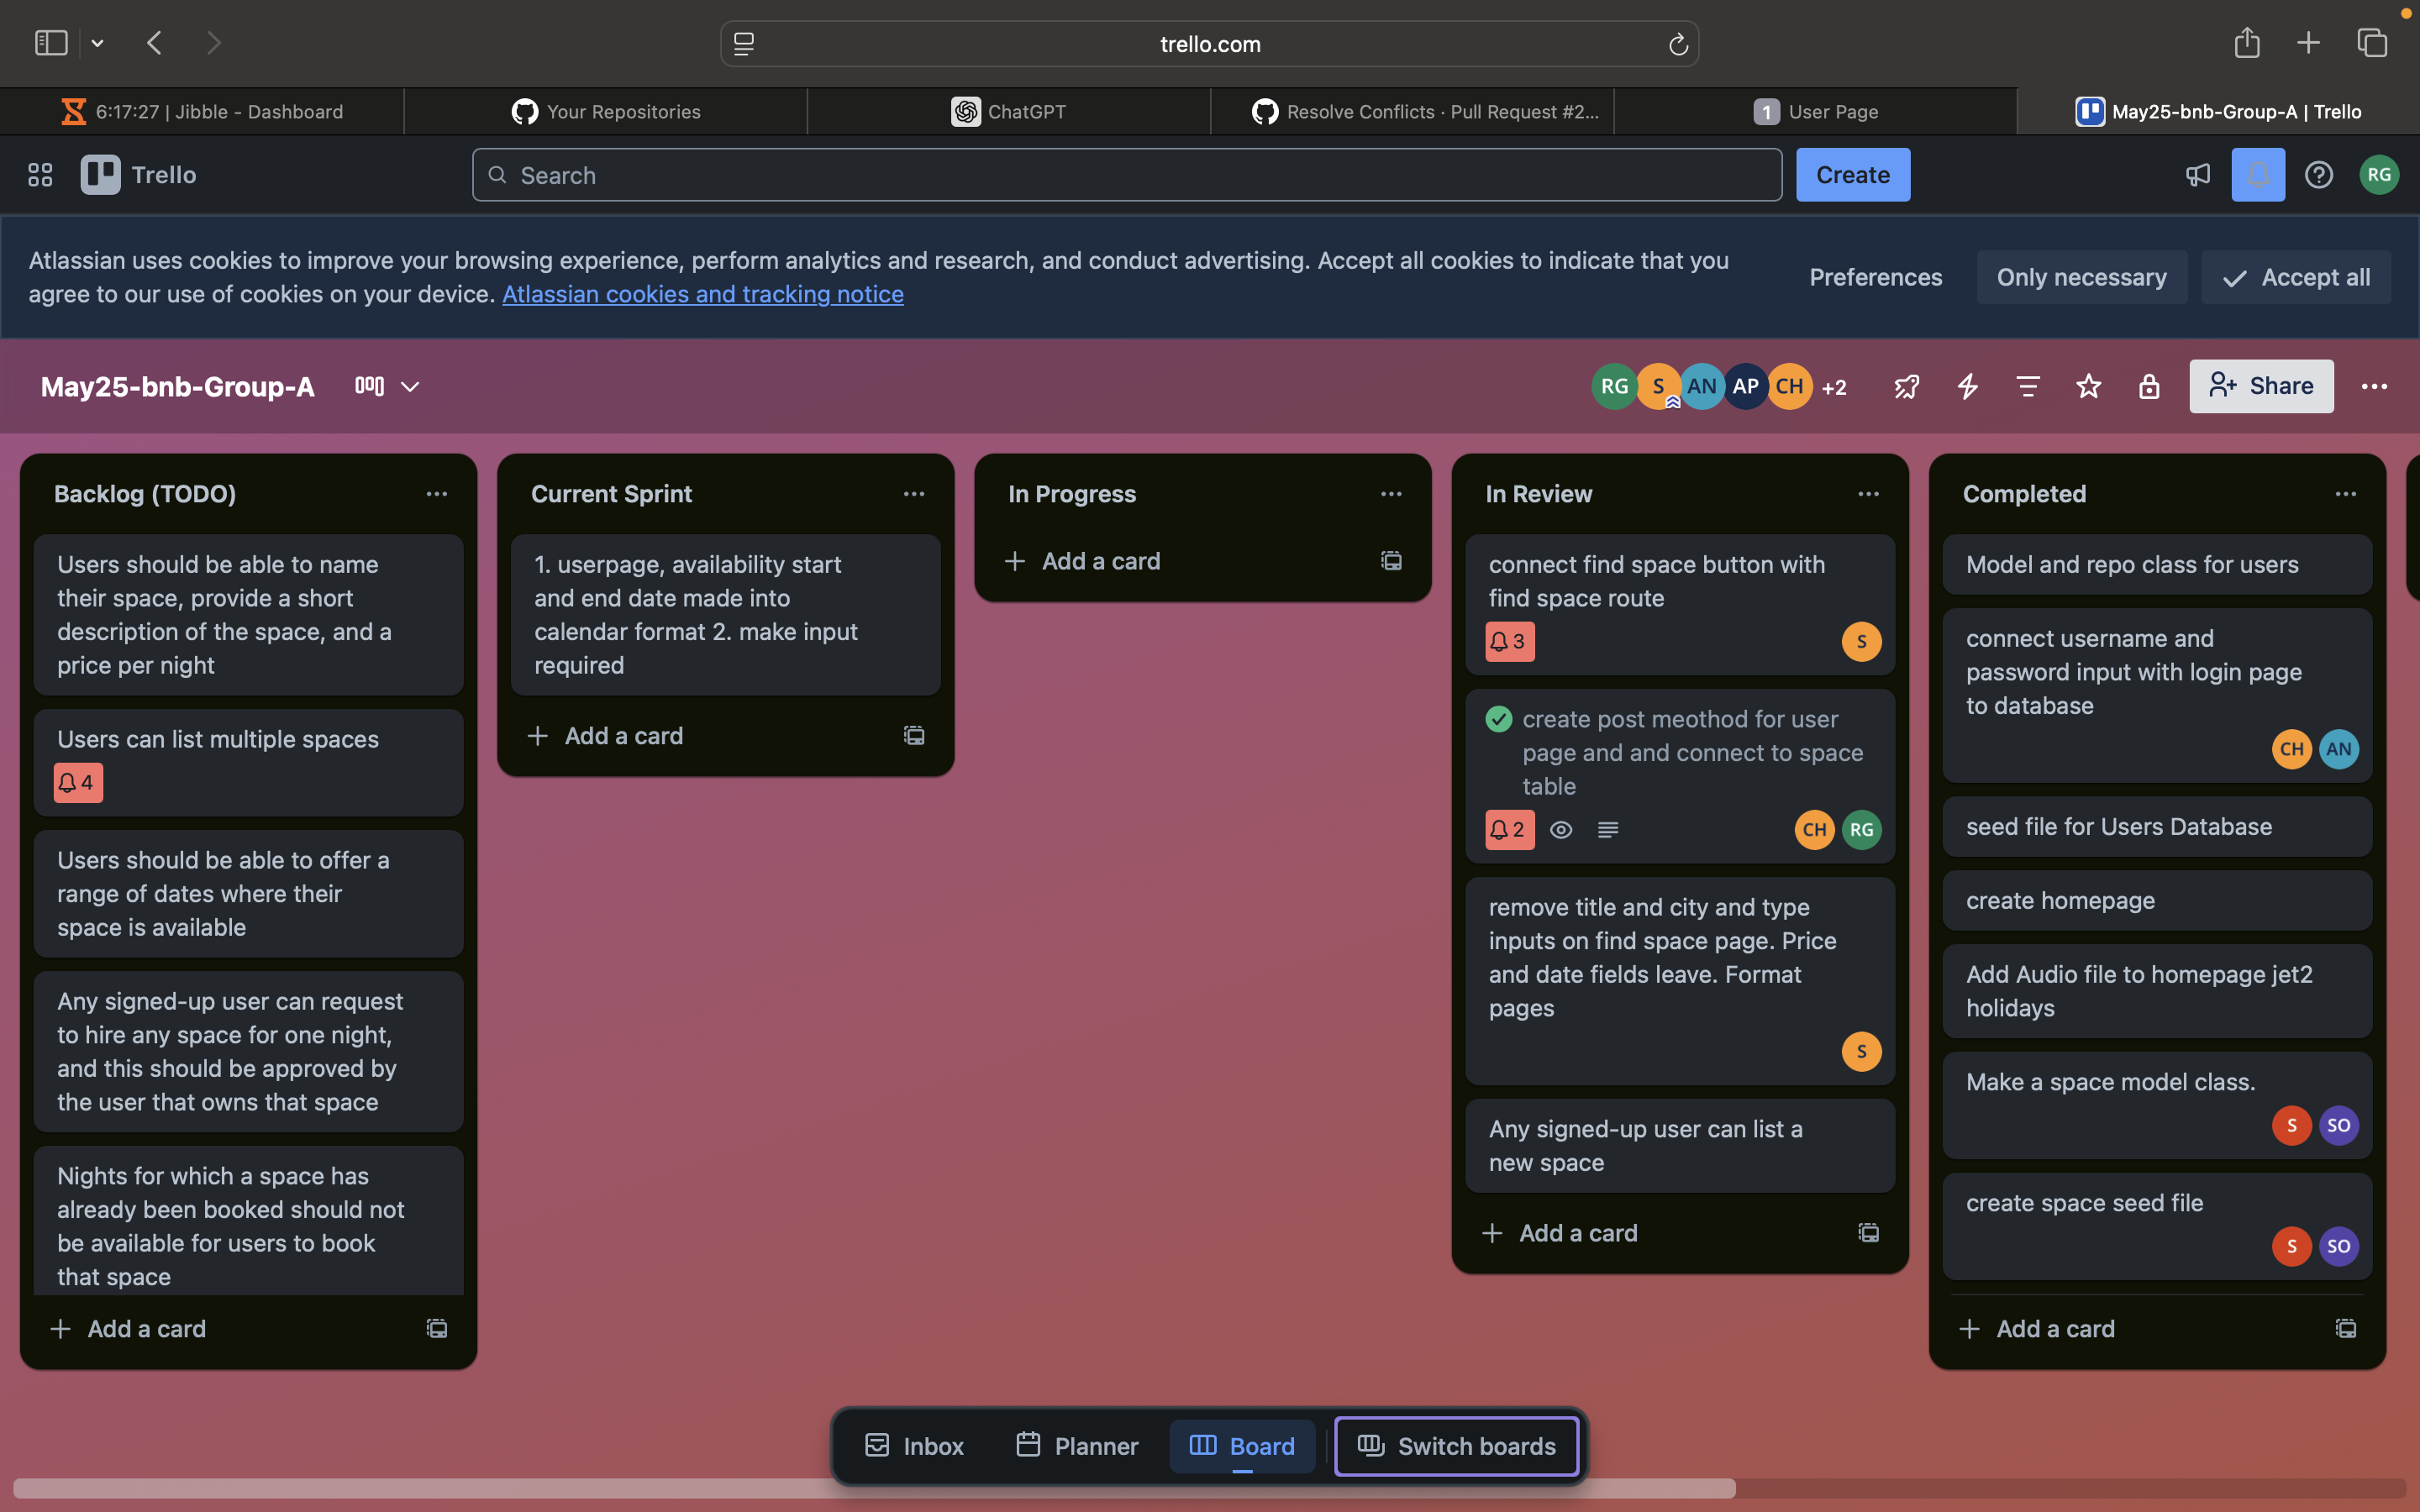 trello.com
6:17:27 | Jibble - Dashboard
Your Repositories
ChatGPT
Resolve Conflicts · Pull Request #2...
1 User Page
May25-bnb-Group-A | Trello
Trello
Search
Create
RG
Atlassian uses cookies to improve your browsing experience, perform analytics and research, and conduct advertising. Accept all cookies to indicate that you
agree to our use of cookies on your device. Atlassian cookies and tracking notice
Preferences
Only necessary
Accept all
May25-bnb-Group-A
RG S AN AP CH +2
Share
Backlog (TODO)
Users should be able to name
their space, provide a short
description of the space, and a
price per night
Users can list multiple spaces
4
Users should be able to offer a
range of dates where their
space is available
Any signed-up user can request
to hire any space for one night,
and this should be approved by
the user that owns that space
Nights for which a space has
already been booked should not
be available for users to book
that space
Add a card
Current Sprint
1. userpage, availability start
and end date made into
calendar format 2. make input
required
Add a card
In Progress
Add a card
In Review
connect find space button with
find space route
3
S
create post meothod for user
page and and connect to space
table
2
CH RG
remove title and city and type
inputs on find space page. Price
and date fields leave. Format
pages
S
Any signed-up user can list a
new space
Add a card
Completed
Model and repo class for users
connect username and
password input with login page
to database
CH AN
seed file for Users Database
create homepage
Add Audio file to homepage jet2
holidays
Make a space model class.
S SO
create space seed file
S SO
Add a card
Inbox
Planner
Board
Switch boards